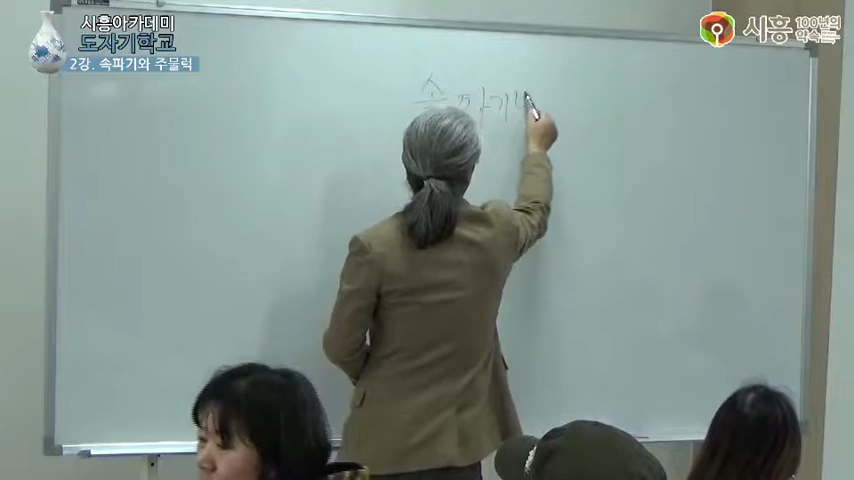 시흥아카데미
도자기학교
2강. 속파기와 주물럭
시흥 100년의 약속
속파기